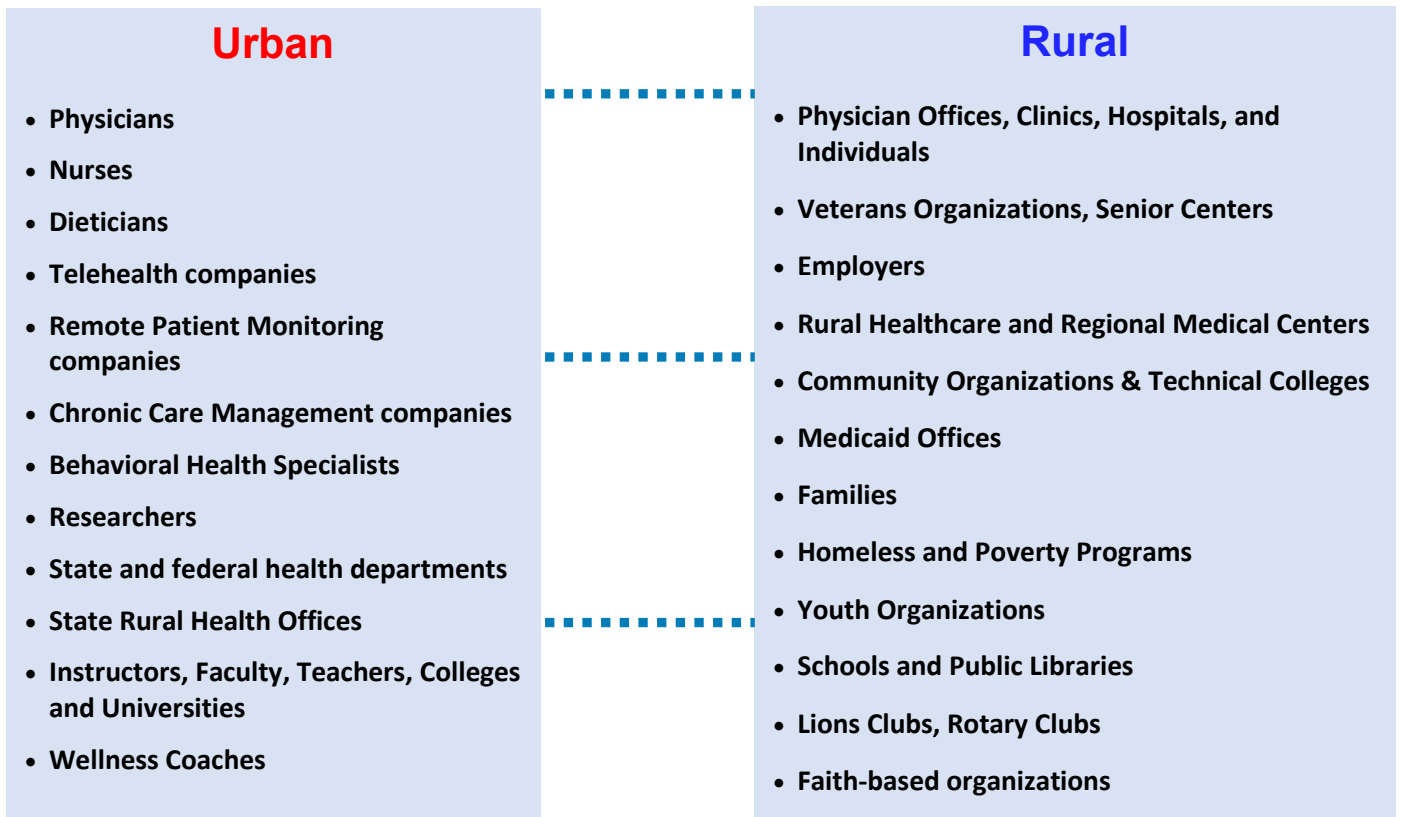 Urban
• Physicians
• Nurses
• Dieticians
• Telehealth companies
• Remote Patient Monitoring
companies
• Chronic Care Management companies
• Behavioral Health Specialists
• Researchers
• State and federal health departments
• State Rural Health Offices
• Instructors, Faculty, Teachers, Colleges
and Universities
• Wellness Coaches
Rural
• Physician Offices, Clinics, Hospitals, and
Individuals
• Veterans Organizations, Senior Centers
• Employers
• Rural Healthcare and Regional Medical Centers
• Community Organizations & Technical Colleges
• Medicaid Offices
• Families
• Homeless and Poverty Programs
• Youth Organizations
• Schools and Public Libraries
• Lions Clubs, Rotary Clubs
• Faith-based organizations